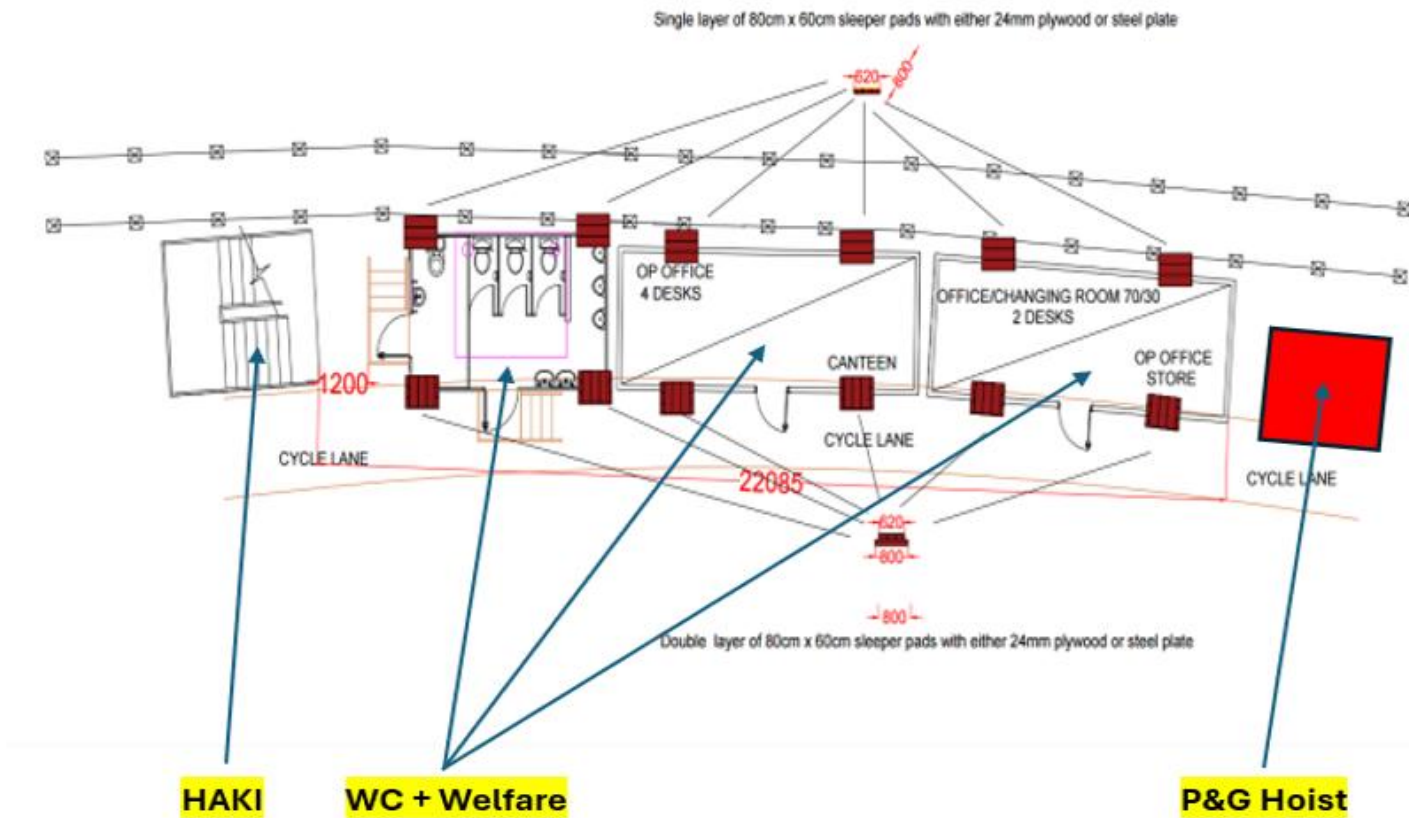 Single layer of 80cm x 60cm sleeper pads with either 24mm plywood or steel plate
620
800
OP OFFICE
4 DESKS
OFFICE/CHANGING ROOM 70/30
2 DESKS
CANTEEN
OP OFFICE
STORE
1200
CYCLE LANE
CYCLE LANE
CYCLE LANE
22085
620
800
800
Double layer of 80cm x 60cm sleeper pads with either 24mm plywood or steel plate
HAKI
WC + Welfare
P&G Hoist